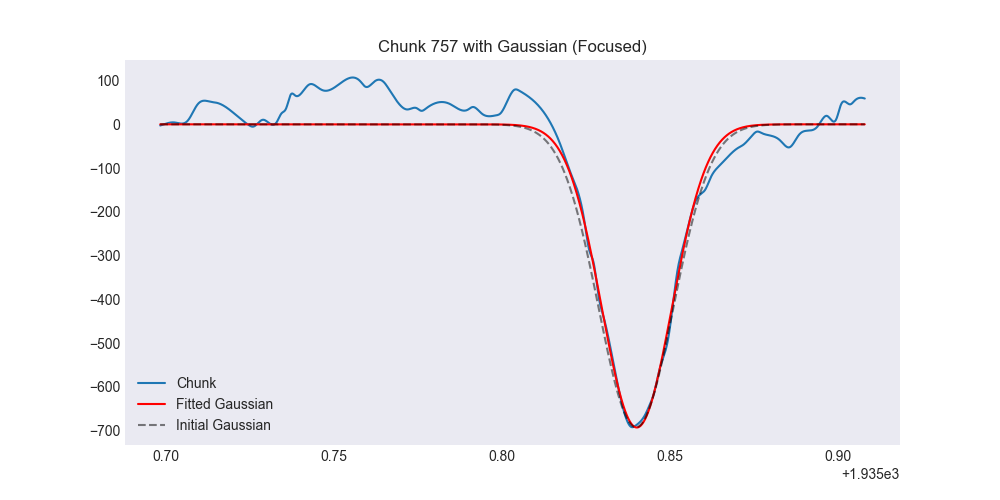 Chunk 757 with Gaussian (Focused)
100
0
−100
−200
−300
−400
−500
−600
−700
Chunk
Fitted Gaussian
Initial Gaussian
0.70 0.75 0.80 0.85 0.90
+1.935e3